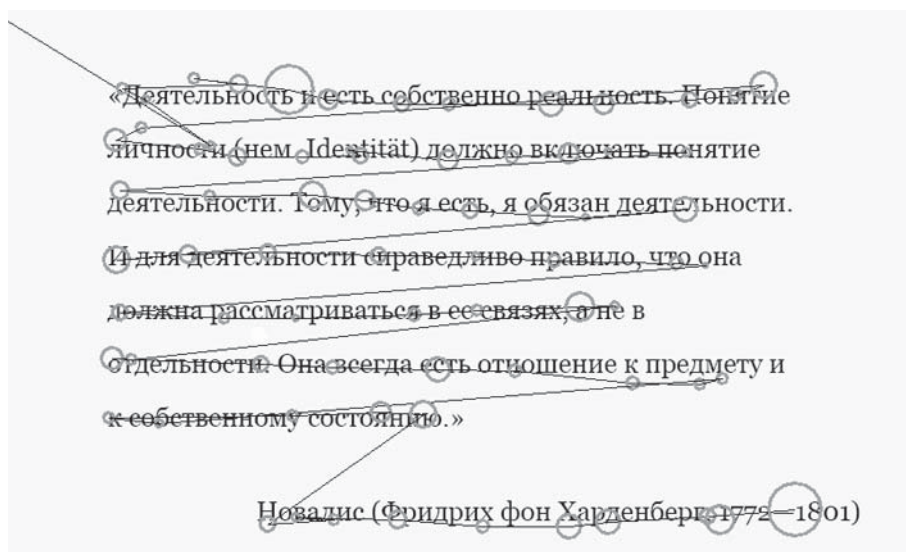 «Деятельность и есть собственно реальность. Понятие
личности (нем. Identität) должно включать понятие
деятельности. Тому, что я есть, я обязан деятельности.
И для деятельности справедливо правило, что она
должна рассматриваться в ее связях, а не в
отдельности. Она всегда есть отношение к предмету и
к собственному состоянию.»
Новалис (Фридрих фон Харденберг, 1772—1801)